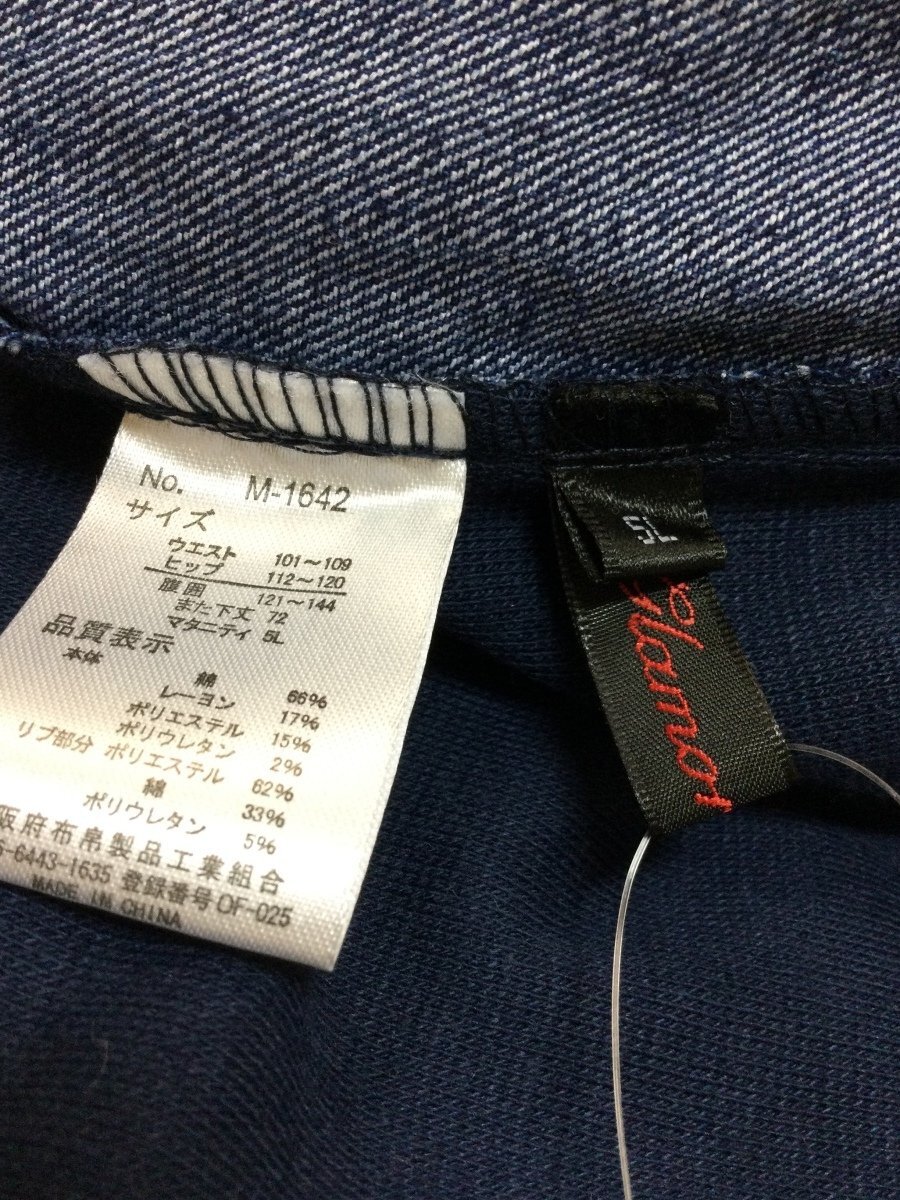 No. M-1642
サイズ
ウエスト 101～109
ヒップ 112～120
腹囲 121～144
また下丈 72
マタニティ 5L
品質表示
本体
綿 66%
レーヨン 17%
ポリエステル 15%
ポリウレタン 2%
リブ部分 ポリエステル 62%
綿 33%
ポリウレタン 5%
阪府布帛製品工業組合
6-6443-1635 登録番号OF-025
MADE IN CHINA
5L
Glamor